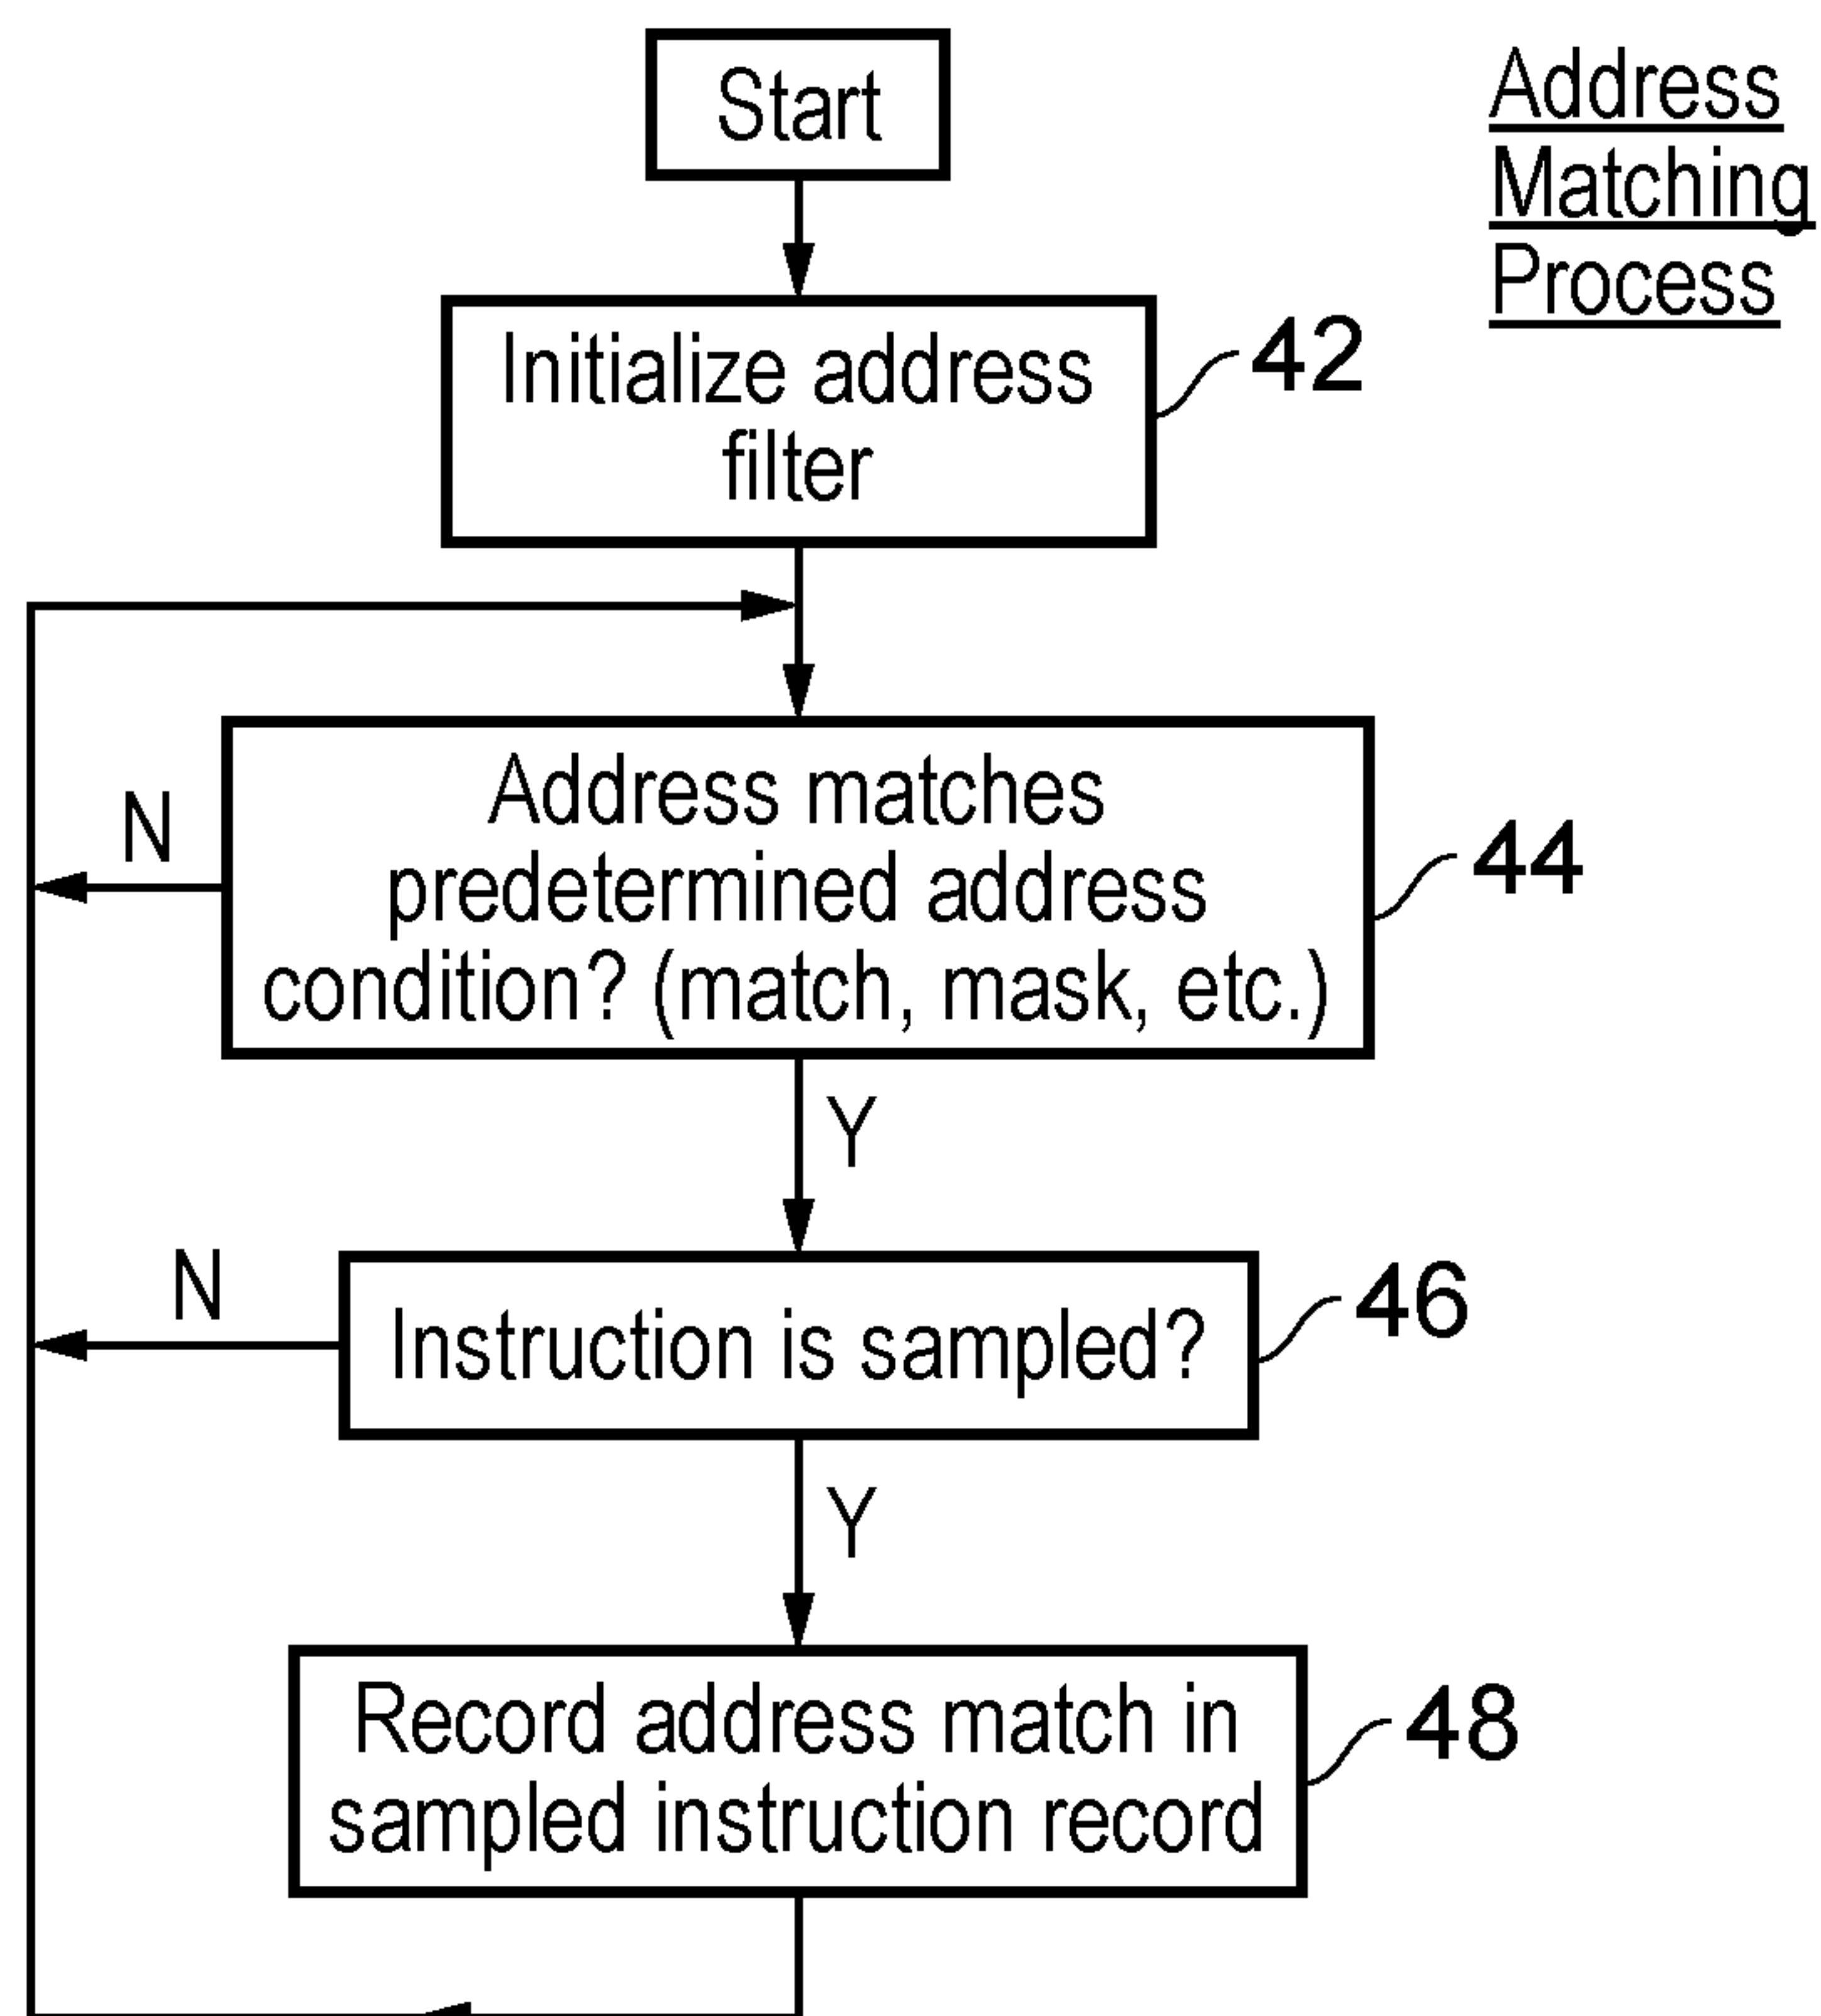 Start
Address
Matching
Process
Initialize address
filter
42
Address matches
predetermined address
condition? (match, mask, etc.)
44
N
Y
Instruction is sampled?
46
N
Y
Record address match in
sampled instruction record
48